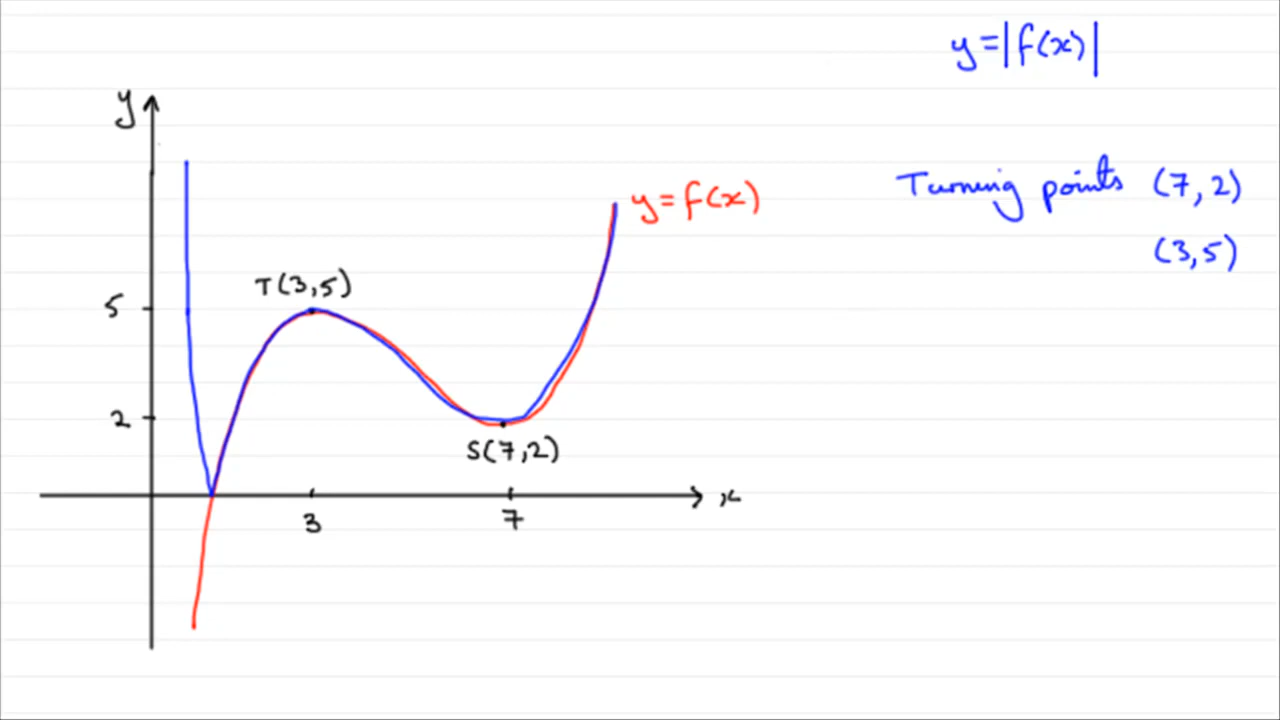 y=|f(x)|
y
Turning points (7,2)
y=f(x)
(3,5)
T(3,5)
5
2
S(7,2)
x
3
7